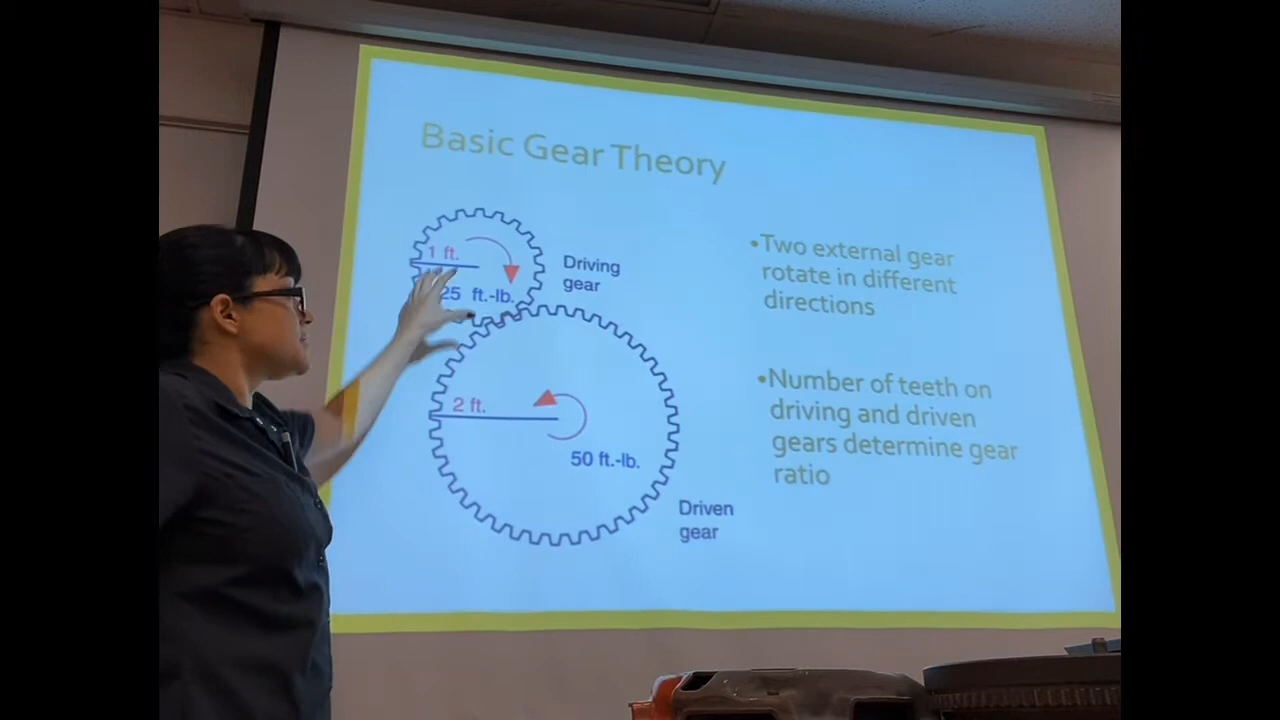 Basic Gear Theory
1 ft.
25 ft.-lb.
Driving
gear
2 ft.
50 ft.-lb.
Driven
gear
•Two external gear
rotate in different
directions
•Number of teeth on
driving and driven
gears determine gear
ratio